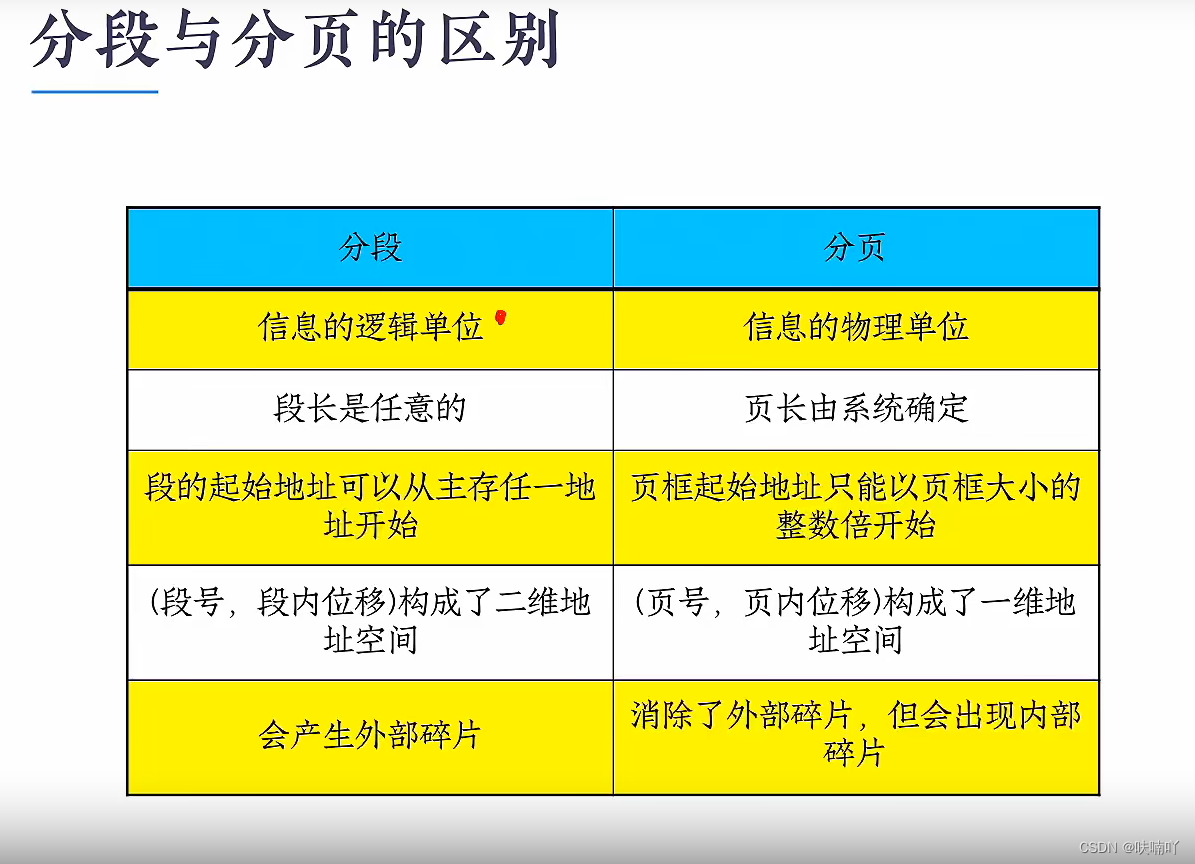 分段与分页的区别
分段
分页
信息的逻辑单位
信息的物理单位
段长是任意的
页长由系统确定
段的起始地址可以从主存任一地
址开始
页框起始地址只能以页框大小的
整数倍开始
(段号，段内位移)构成了二维地
址空间
(页号，页内位移)构成了一维地
址空间
会产生外部碎片
消除了外部碎片，但会出现内部
碎片
CSDN @呋喃吖